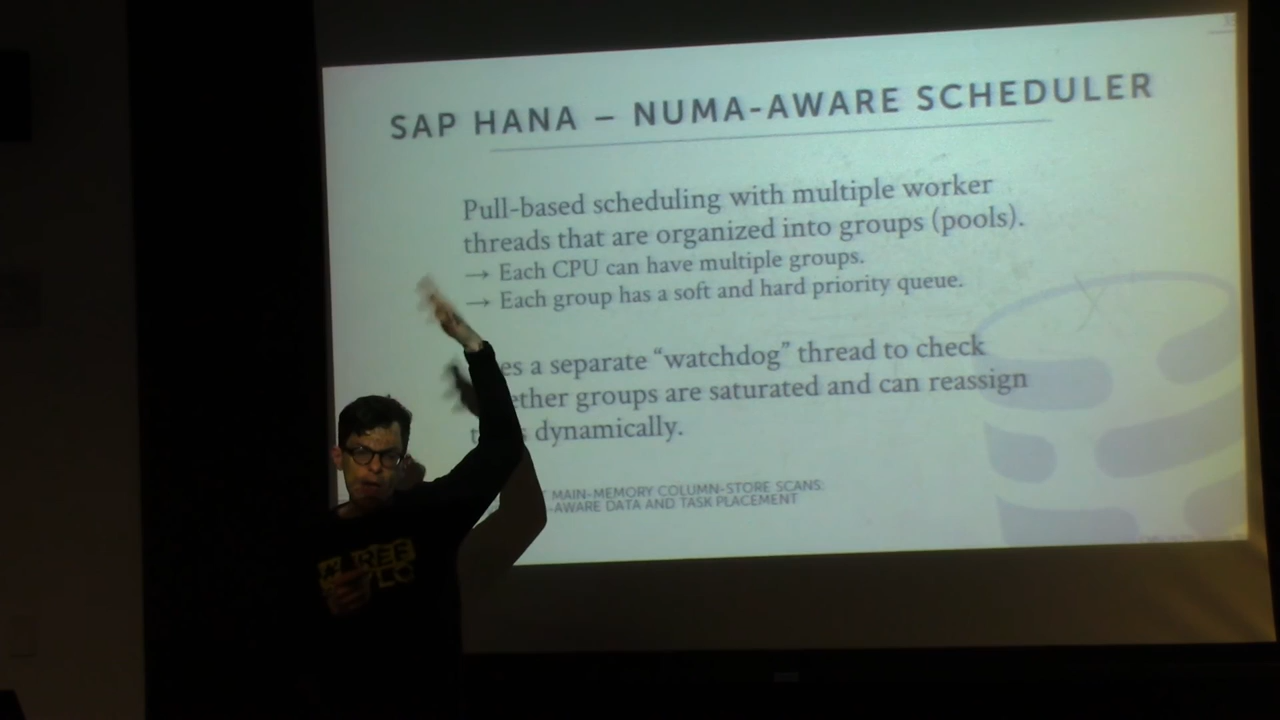 SAP HANA – NUMA-AWARE SCHEDULER
Pull-based scheduling with multiple worker
threads that are organized into groups (pools).
→ Each CPU can have multiple groups.
→ Each group has a soft and hard priority queue.
es a separate “watchdog” thread to check
ether groups are saturated and can reassign
dynamically.
MAIN-MEMORY COLUMN-STORE SCANS:
-AWARE DATA AND TASK PLACEMENT